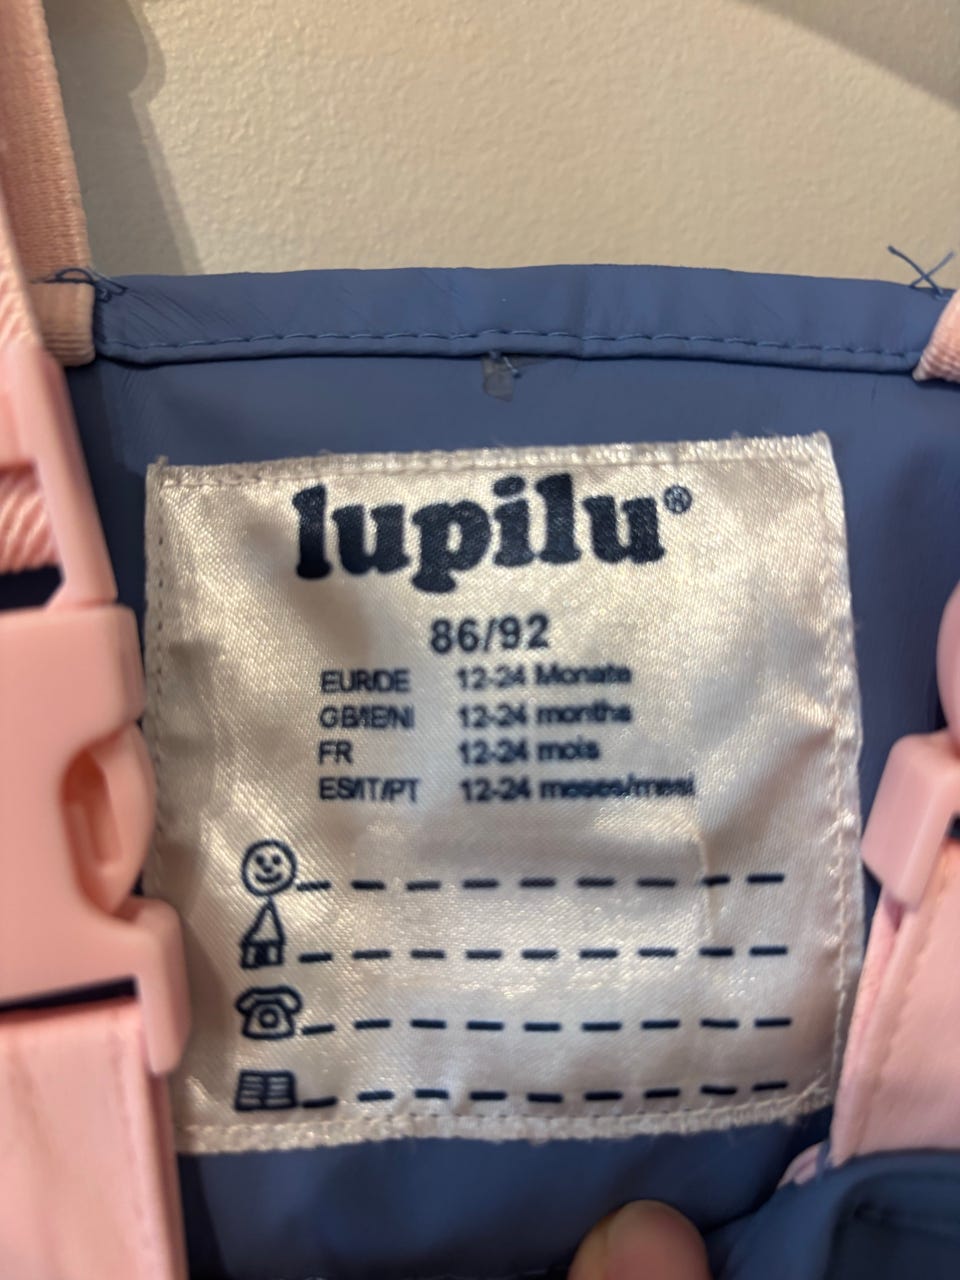 lupilu®
86/92
EUR/DE 12-24 Monate
GB/IE/NI 12-24 months
FR 12-24 mois
ES/IT/PT 12-24 meses/mesi